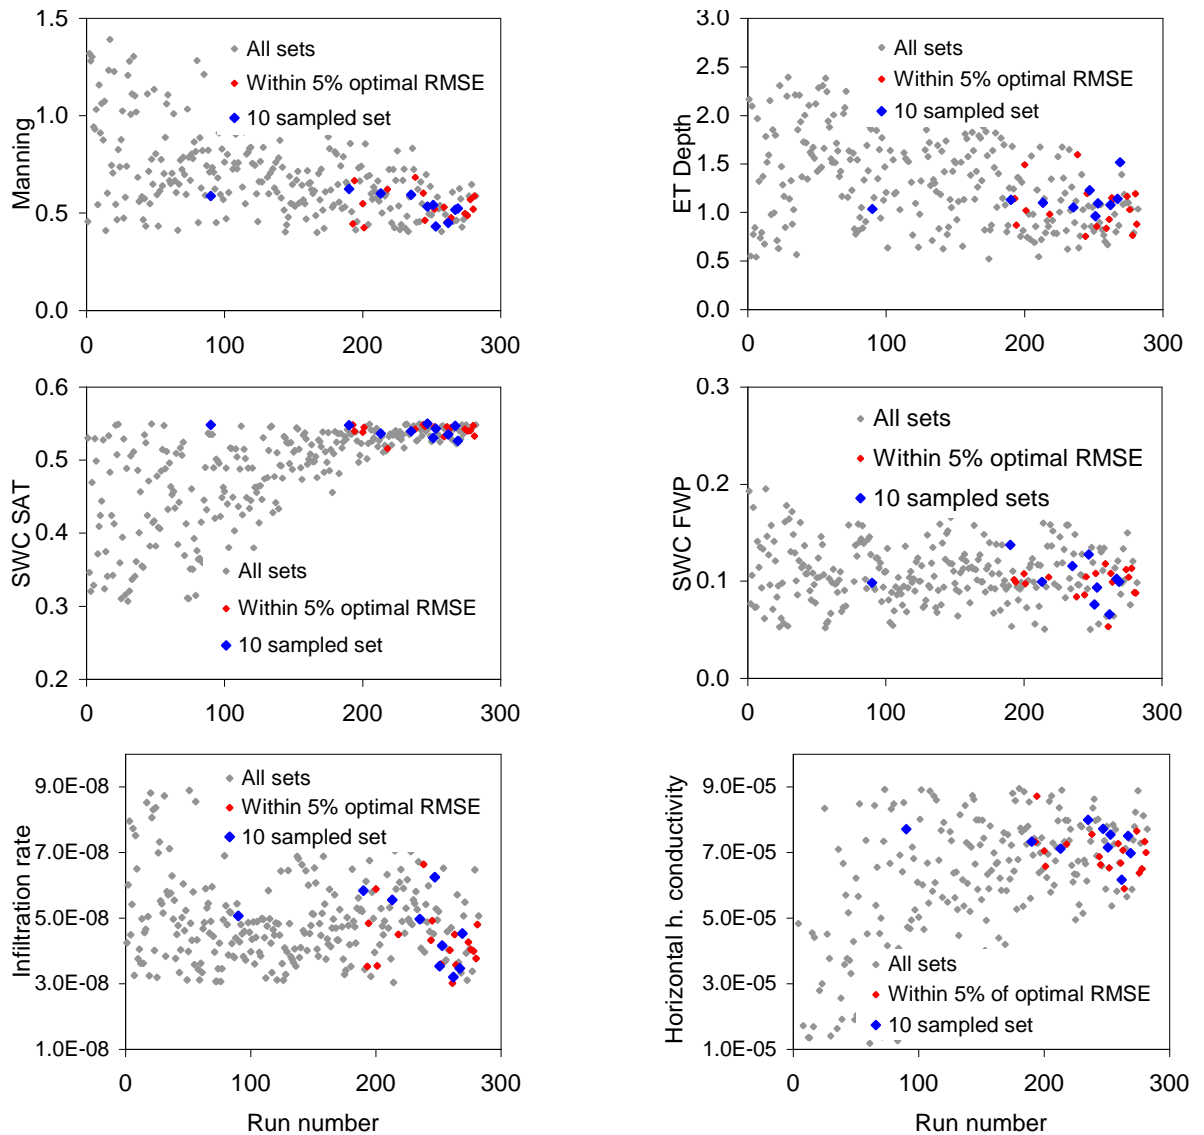 1.5
1.0
0.5
0.0
Manning
All sets
Within 5% optimal RMSE
10 sampled set
0
100
200
300
3.0
2.5
2.0
1.5
1.0
0.5
0.0
ET Depth
All sets
Within 5% optimal RMSE
10 sampled set
0
100
200
300
0.6
0.5
0.4
0.3
0.2
SWC SAT
All sets
Within 5% optimal RMSE
10 sampled set
0
100
200
300
0.3
0.2
0.1
0.0
SWC FWP
All sets
Within 5% optimal RMSE
10 sampled sets
0
100
200
300
9.0E-08
7.0E-08
5.0E-08
3.0E-08
1.0E-08
Infiltration rate
All sets
Within 5% optimal RMSE
10 sampled set
0
100
200
300
Run number
9.0E-05
7.0E-05
5.0E-05
3.0E-05
1.0E-05
Horizontal h. conductivity
All sets
Within 5% of optimal RMSE
10 sampled set
0
100
200
300
Run number